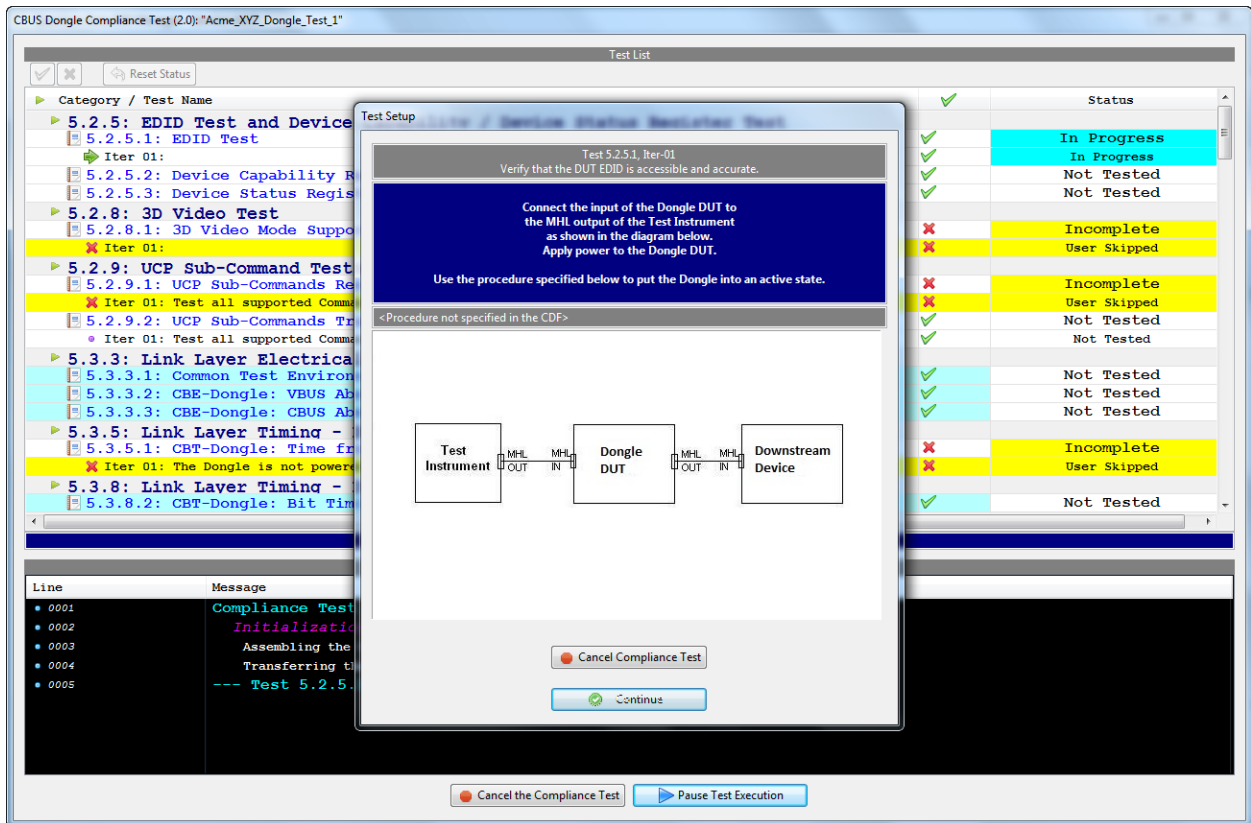 CBUS Dongle Compliance Test (2.0): "Acme_XYZ_Dongle_Test_1"
Test List
Reset Status
Category / Test Name
Status
5.2.5: EDID Test and Device Capability / Device Status Register Test
5.2.5.1: EDID Test
In Progress
Iter 01:
In Progress
5.2.5.2: Device Capability R
Not Tested
5.2.5.3: Device Status Regis
Not Tested
5.2.8: 3D Video Test
5.2.8.1: 3D Video Mode Suppo
Incomplete
Iter 01:
User Skipped
5.2.9: UCP Sub-Command Test
5.2.9.1: UCP Sub-Commands Re
Incomplete
Iter 01: Test all supported Comma
User Skipped
5.2.9.2: UCP Sub-Commands Tr
Not Tested
Iter 01: Test all supported Comma
Not Tested
5.3.3: Link Layer Electrica
5.3.3.1: Common Test Environ
Not Tested
5.3.3.2: CBE-Dongle: VBUS Ab
Not Tested
5.3.3.3: CBE-Dongle: CBUS Ab
Not Tested
5.3.5: Link Layer Timing -
5.3.5.1: CBT-Dongle: Time fr
Incomplete
Iter 01: The Dongle is not powere
User Skipped
5.3.8: Link Layer Timing -
5.3.8.2: CBT-Dongle: Bit Tim
Not Tested
Test Setup
Test 5.2.5.1, Iter-01
Verify that the DUT EDID is accessible and accurate.
Connect the input of the Dongle DUT to
the MHL output of the Test Instrument
as shown in the diagram below.
Apply power to the Dongle DUT.
Use the procedure specified below to put the Dongle into an active state.
<Procedure not specified in the CDF>
Test Instrument
MHL OUT
MHL IN
Dongle DUT
MHL OUT
MHL IN
Downstream Device
Cancel Compliance Test
Continue
Line Message
0001 Compliance Test
0002 Initializatio
0003 Assembling the
0004 Transferring th
0005 --- Test 5.2.5.
Cancel the Compliance Test
Pause Test Execution